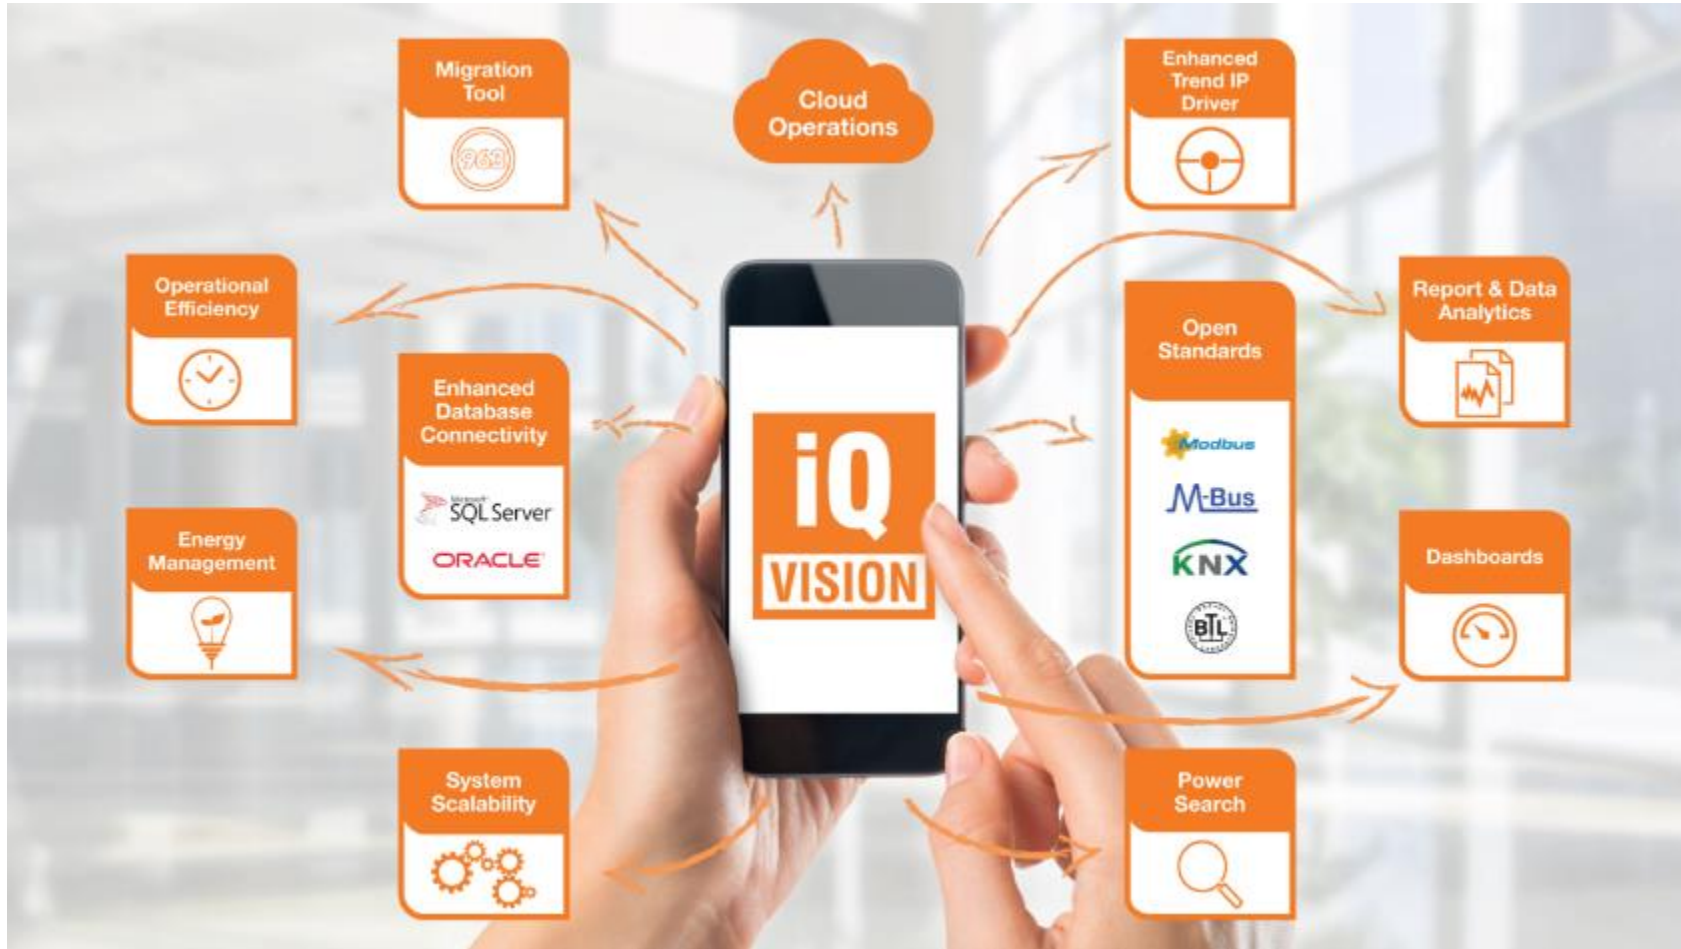 Migration
Tool
963
Cloud
Operations
Enhanced
Trend IP
Driver
Operational
Efficiency
Enhanced
Database
Connectivity
Microsoft
SQL Server
ORACLE
iQ
VISION
Open
Standards
Modbus
M-Bus
KNX
BTL
Report & Data
Analytics
Energy
Management
Dashboards
System
Scalability
Power
Search